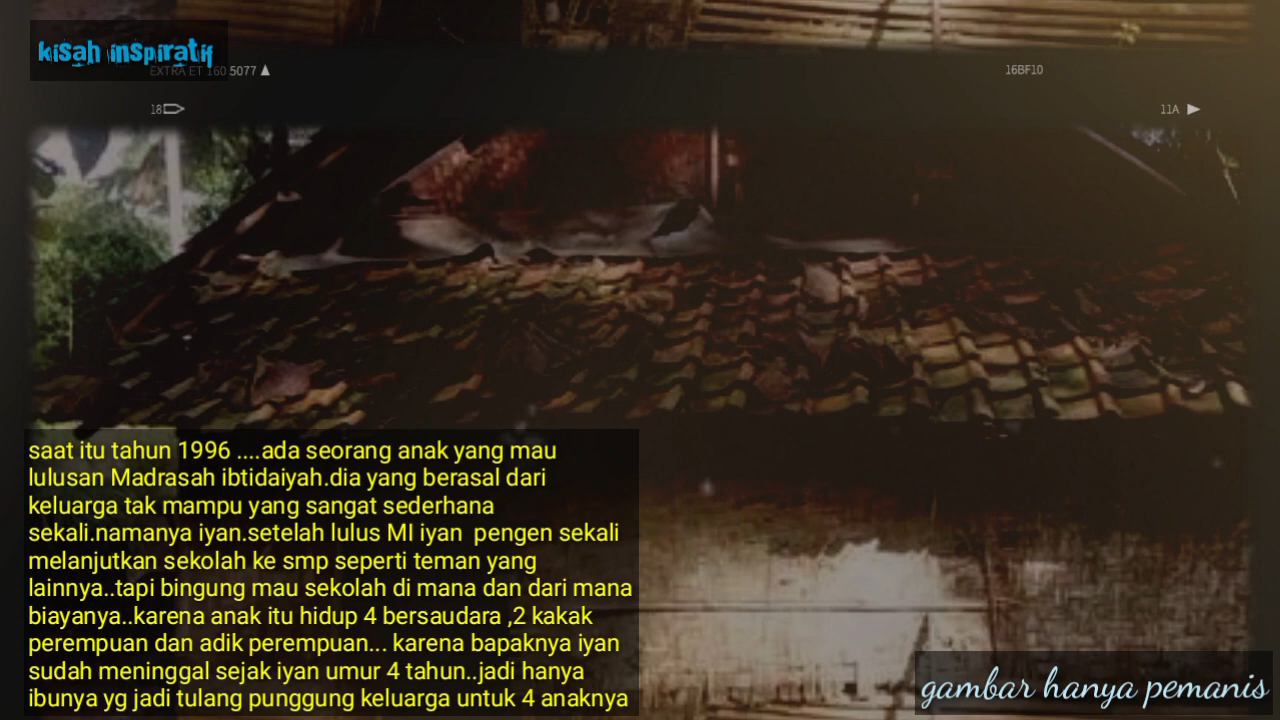 kisah inspiratif
EXTRA ET 160 5077 ▲
16BF10
18
11A ▶
saat itu tahun 1996 ....ada seorang anak yang mau
lulusan Madrasah ibtidaiyah.dia yang berasal dari
keluarga tak mampu yang sangat sederhana
sekali.namanya iyan.setelah lulus MI iyan  pengen sekali
melanjutkan sekolah ke smp seperti teman yang
lainnya..tapi bingung mau sekolah di mana dan dari mana
biayanya..karena anak itu hidup 4 bersaudara ,2 kakak
perempuan dan adik perempuan... karena bapaknya iyan
sudah meninggal sejak iyan umur 4 tahun..jadi hanya
ibunya yg jadi tulang punggung keluarga untuk 4 anaknya
gambar hanya pemanis